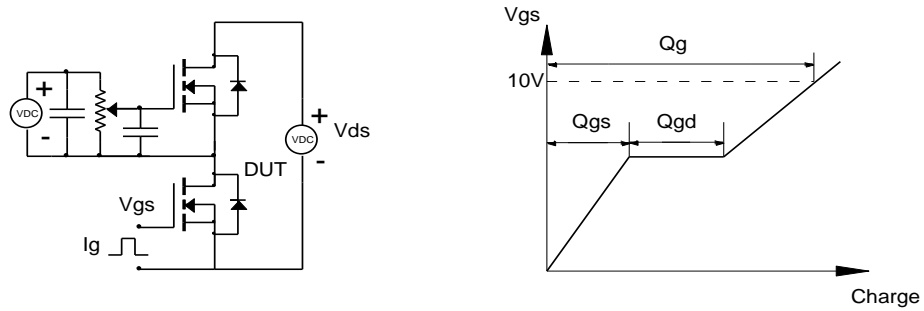 +
VDC
-
+
VDC
-
Vds
DUT
Vgs
Ig
Vgs
Qg
10V
Qgs
Qgd
Charge